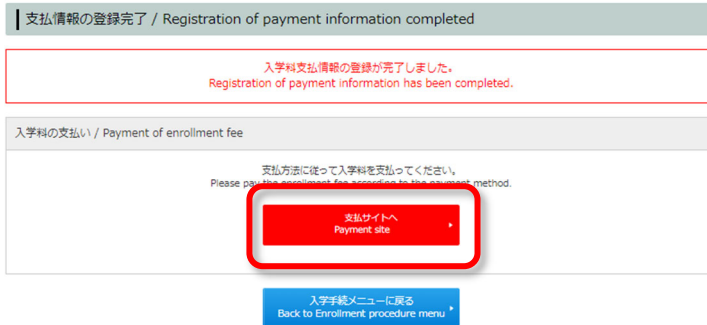 支払情報の登録完了 / Registration of payment information completed
入学料支払情報の登録が完了しました。
Registration of payment information has been completed.
入学料の支払い / Payment of enrollment fee
支払方法に従って入学料を支払ってください。
Please pay the enrollment fee according to the payment method.
支払サイトへ
Payment site
入学手続メニューに戻る
Back to Enrollment procedure menu